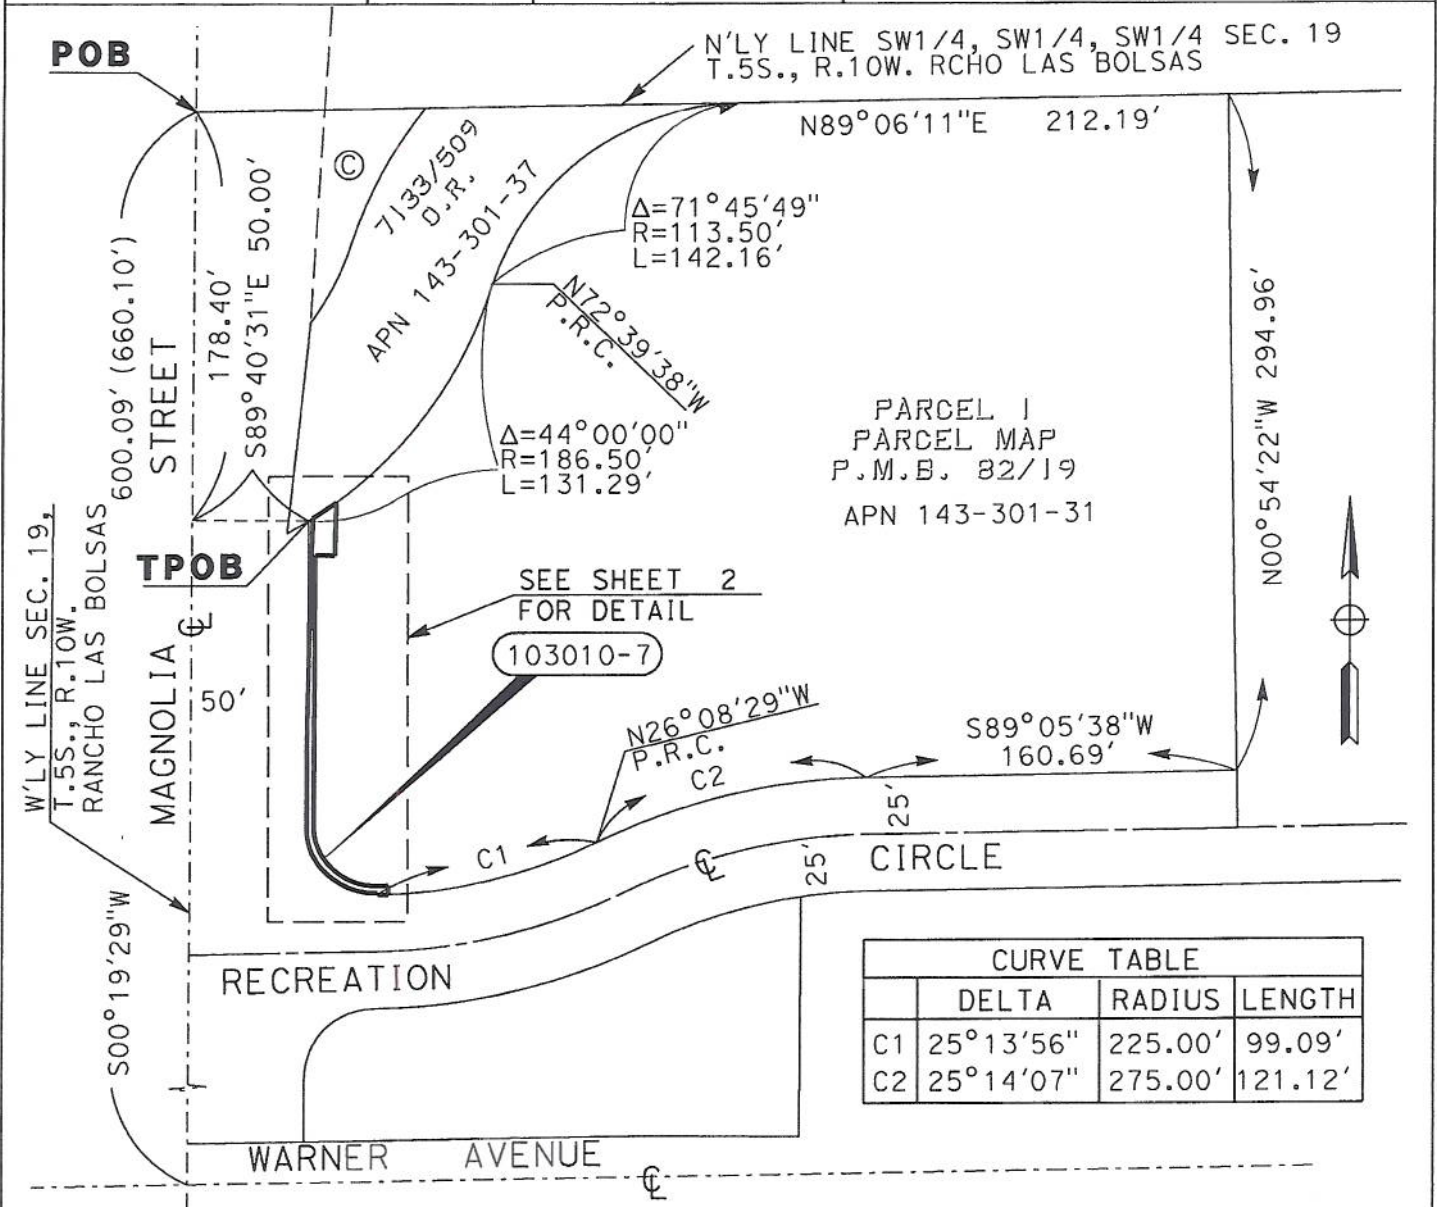 POB
N'LY LINE SW1/4, SW1/4, SW1/4 SEC. 19
T.5S., R.10W. RCHO LAS BOLSAS
N89°06'11"E 212.19'
Ⓒ
7133/509
O.R.
APN 143-301-37
Δ=71°45'49"
R=113.50'
L=142.16'
N72°39'38"W
P.R.C.
600.09' (660.10')
178.40'
S89°40'31"E 50.00'
N00°54'22"W 294.96'
Δ=44°00'00"
R=186.50'
L=131.29'
PARCEL 1
PARCEL MAP
P.M.B. 82/19
APN 143-301-31
TPOB
SEE SHEET 2
FOR DETAIL
103010-7
W'LY LINE SEC. 19,
T.5S., R.10W.
RANCHO LAS BOLSAS
MAGNOLIA ℄ STREET
50'
N26°08'29"W
P.R.C.
C1
C2
S89°05'38"W
160.69'
25'
25'
℄
RECREATION CIRCLE
S00°19'29"W
CURVE TABLE
DELTA RADIUS LENGTH
C1 25°13'56" 225.00' 99.09'
C2 25°14'07" 275.00' 121.12'
WARNER AVENUE
℄